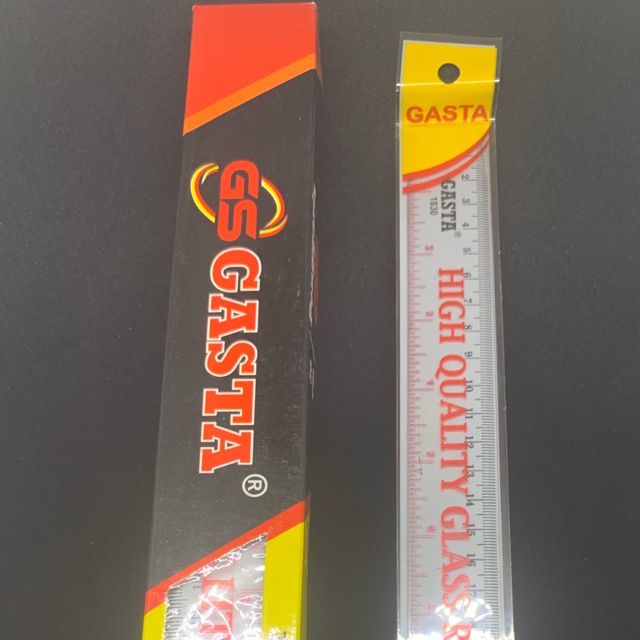 GS
GASTA®
GASTA
GASTA®
1830
HIGH QUALITY GLASS
2 3 4 5 6 7 8 9 10 11 12 13 14 15 16